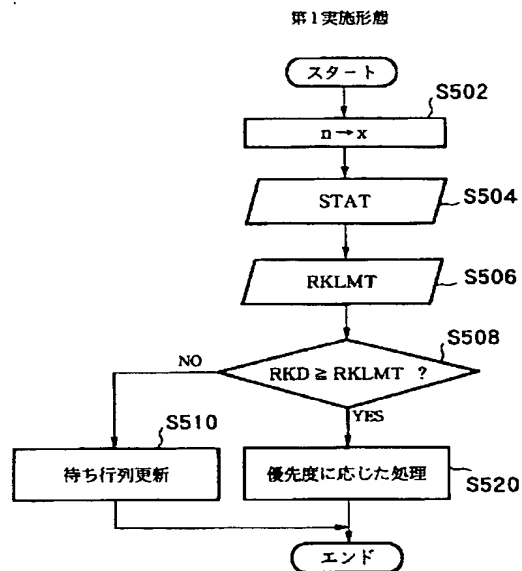 第1実施形態
スタート
S502
n→x
STAT
S504
RKLMT
S506
S508
RKD ≧ RKLMT ?
NO
YES
S510
待ち行列更新
優先度に応じた処理
S520
エンド